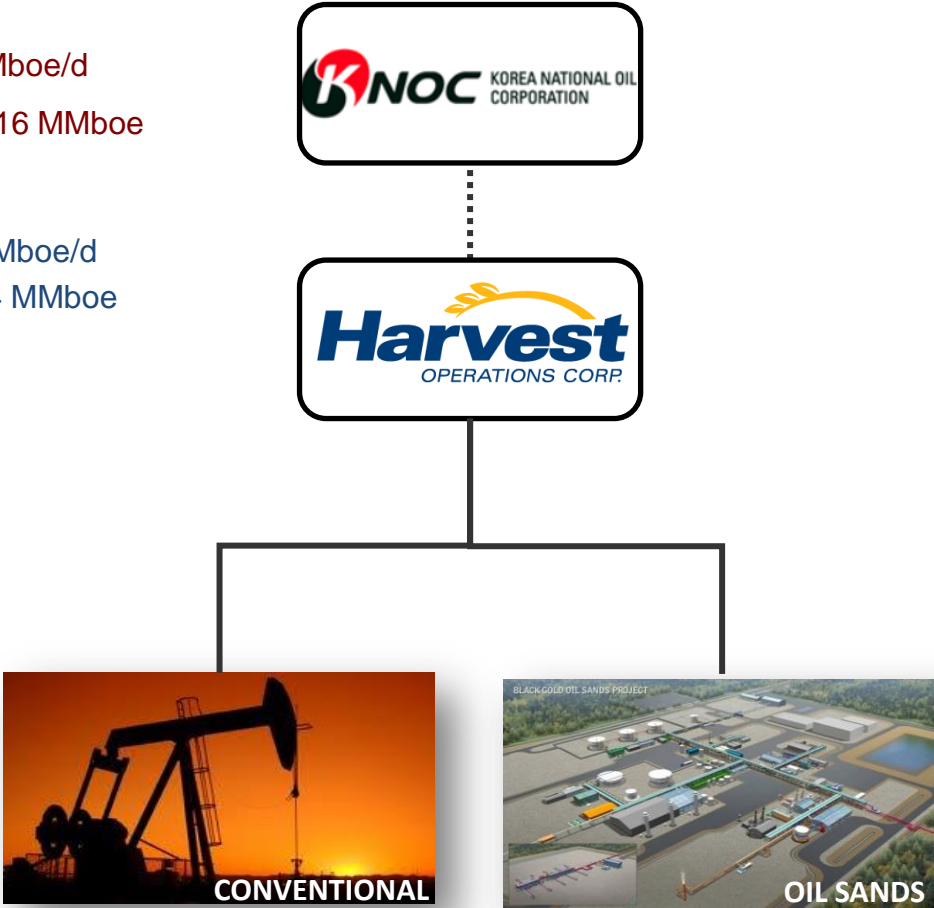 KNOC KOREA NATIONAL OIL
CORPORATION
Mboe/d
16 MMboe
Mboe/d
MMboe
Harvest
OPERATIONS CORP.
BLACK GOLD OIL SANDS PROJECT
CONVENTIONAL
OIL SANDS